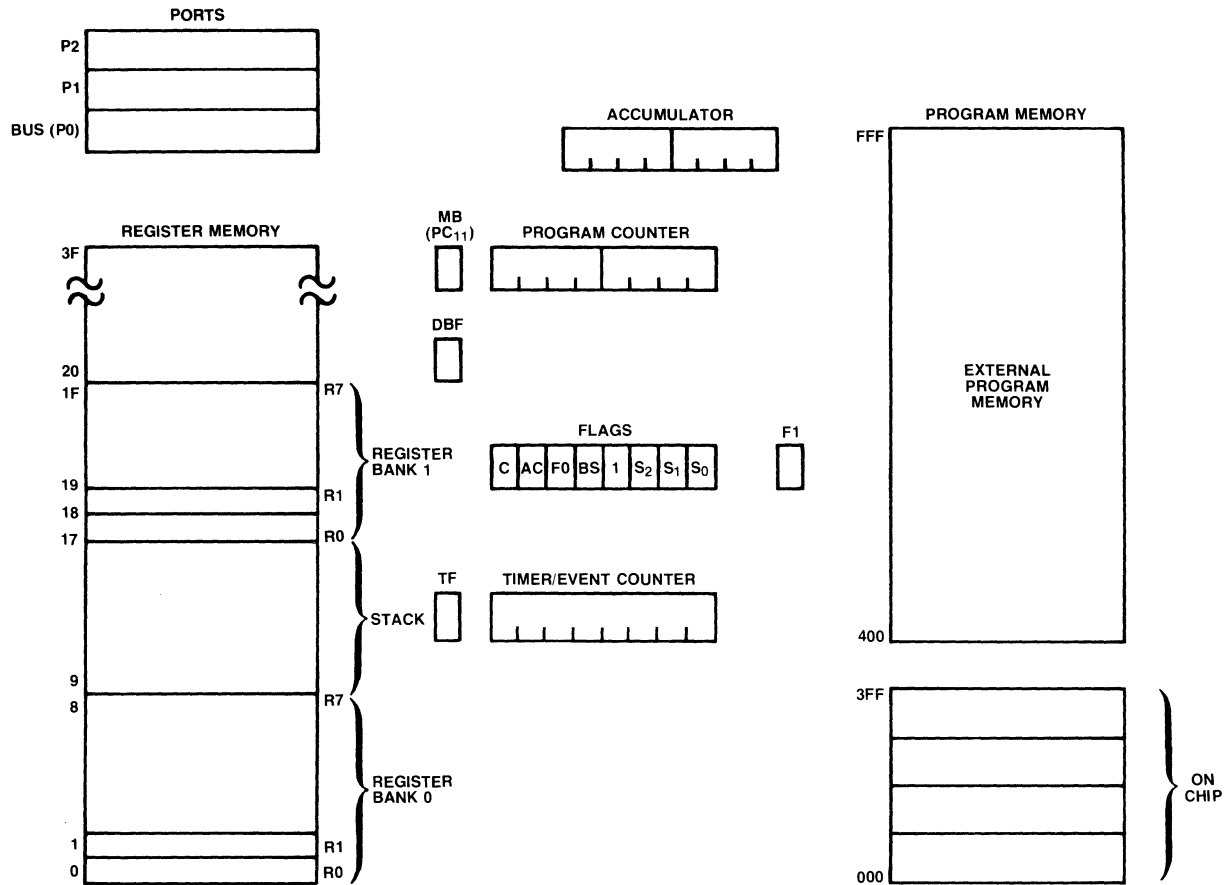 PORTS
P2
P1
BUS (P0)
ACCUMULATOR
PROGRAM MEMORY
FFF
EXTERNAL
PROGRAM
MEMORY
400
3FF
000
ON
CHIP
REGISTER MEMORY
3F
20
1F
19
18
17
9
8
1
0
R7
R1
R0
R7
R1
R0
REGISTER
BANK 1
STACK
REGISTER
BANK 0
MB
(PC₁₁)
PROGRAM COUNTER
DBF
FLAGS
C AC F0 BS 1 S₂ S₁ S₀
F1
TF
TIMER/EVENT COUNTER